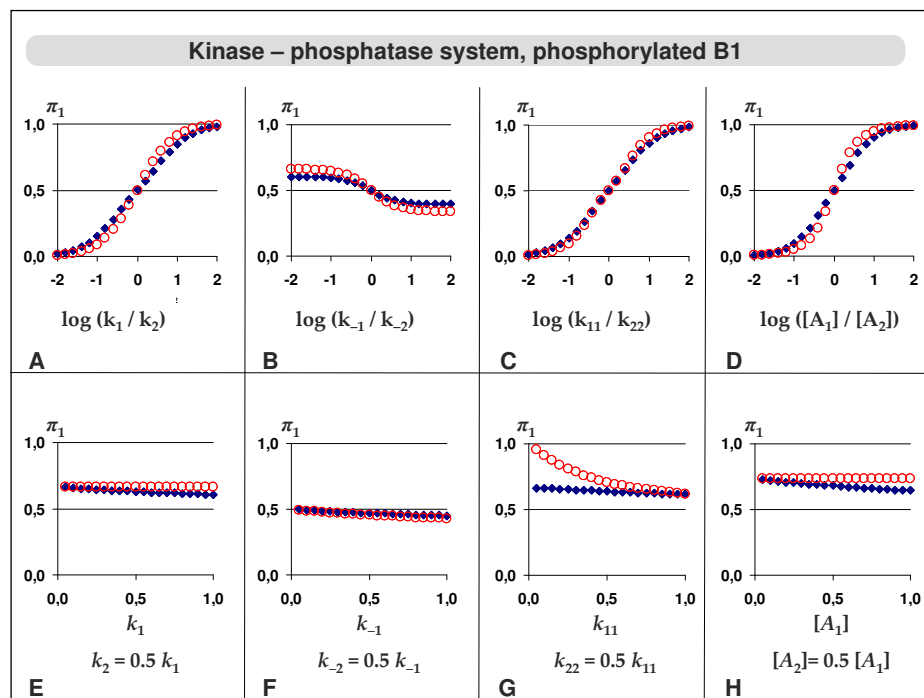 Kinase – phosphatase system, phosphorylated B1
π1 π1 π1 π1
1,0 1,0 1,0 1,0
0,5 0,5 0,5 0,5
0,0 0,0 0,0 0,0
-2 -1 0 1 2 -2 -1 0 1 2 -2 -1 0 1 2 -2 -1 0 1 2
log (k1 / k2) log (k-1 / k-2) log (k11 / k22) log ([A1] / [A2])
A B C D
π1 π1 π1 π1
1,0 1,0 1,0 1,0
0,5 0,5 0,5 0,5
0,0 0,0 0,0 0,0
0,0 0,5 1,0 0,0 0,5 1,0 0,0 0,5 1,0 0,0 0,5 1,0
k1 k–1 k11 [A1]
k2 = 0.5 k1 k–2 = 0.5 k–1 k22 = 0.5 k11 [A2]= 0.5 [A1]
E F G H